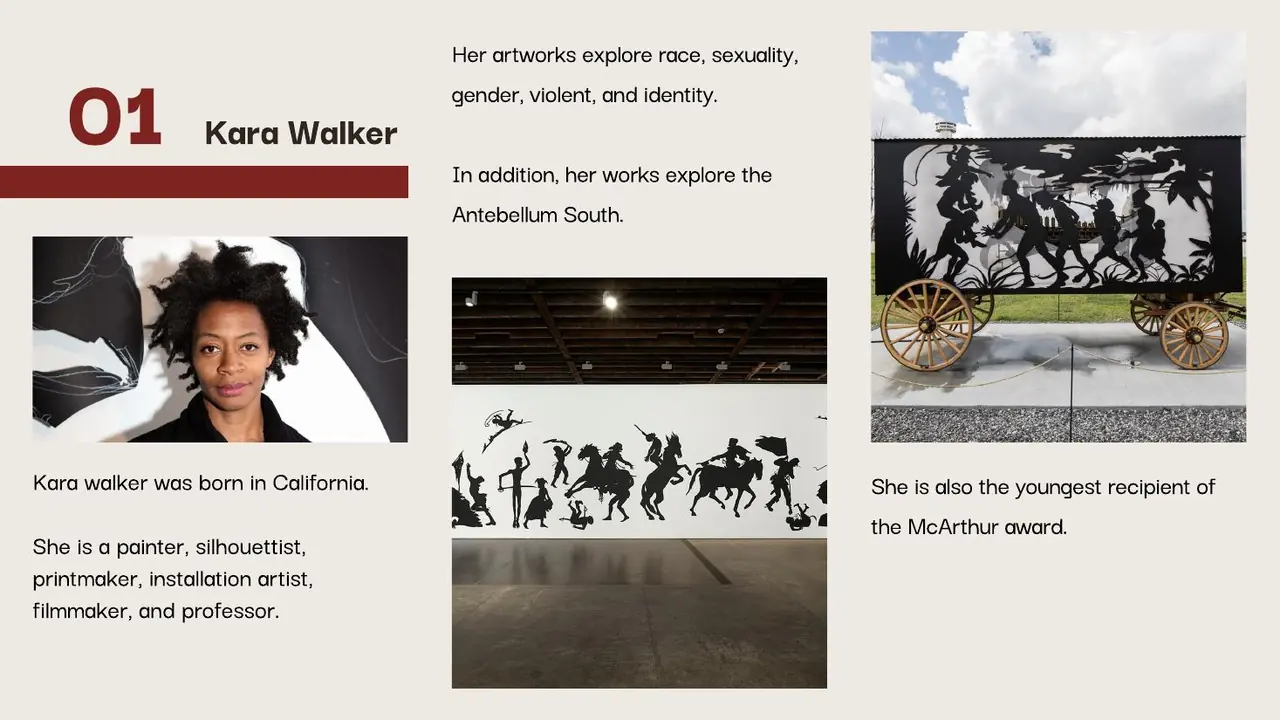 01
Kara Walker
Kara walker was born in California.
She is a painter, silhouettist,
printmaker, installation artist,
filmmaker, and professor.
Her artworks explore race, sexuality,
gender, violent, and identity.
In addition, her works explore the
Antebellum South.
She is also the youngest recipient of
the McArthur award.